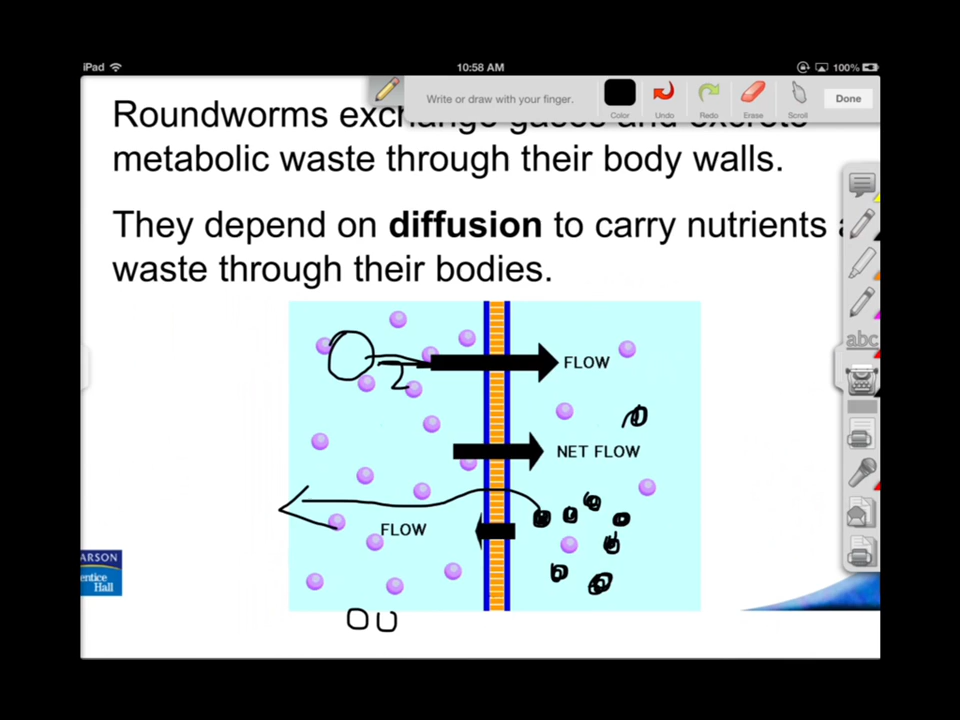 iPad
10:58 AM
100%
Write or draw with your finger.
Color
Undo
Redo
Erase
Scroll
Done
Roundworms exchange gases and excrete
metabolic waste through their body walls.
They depend on diffusion to carry nutrients
waste through their bodies.
abc
FLOW
NET FLOW
FLOW
ARSON
entice
Hall